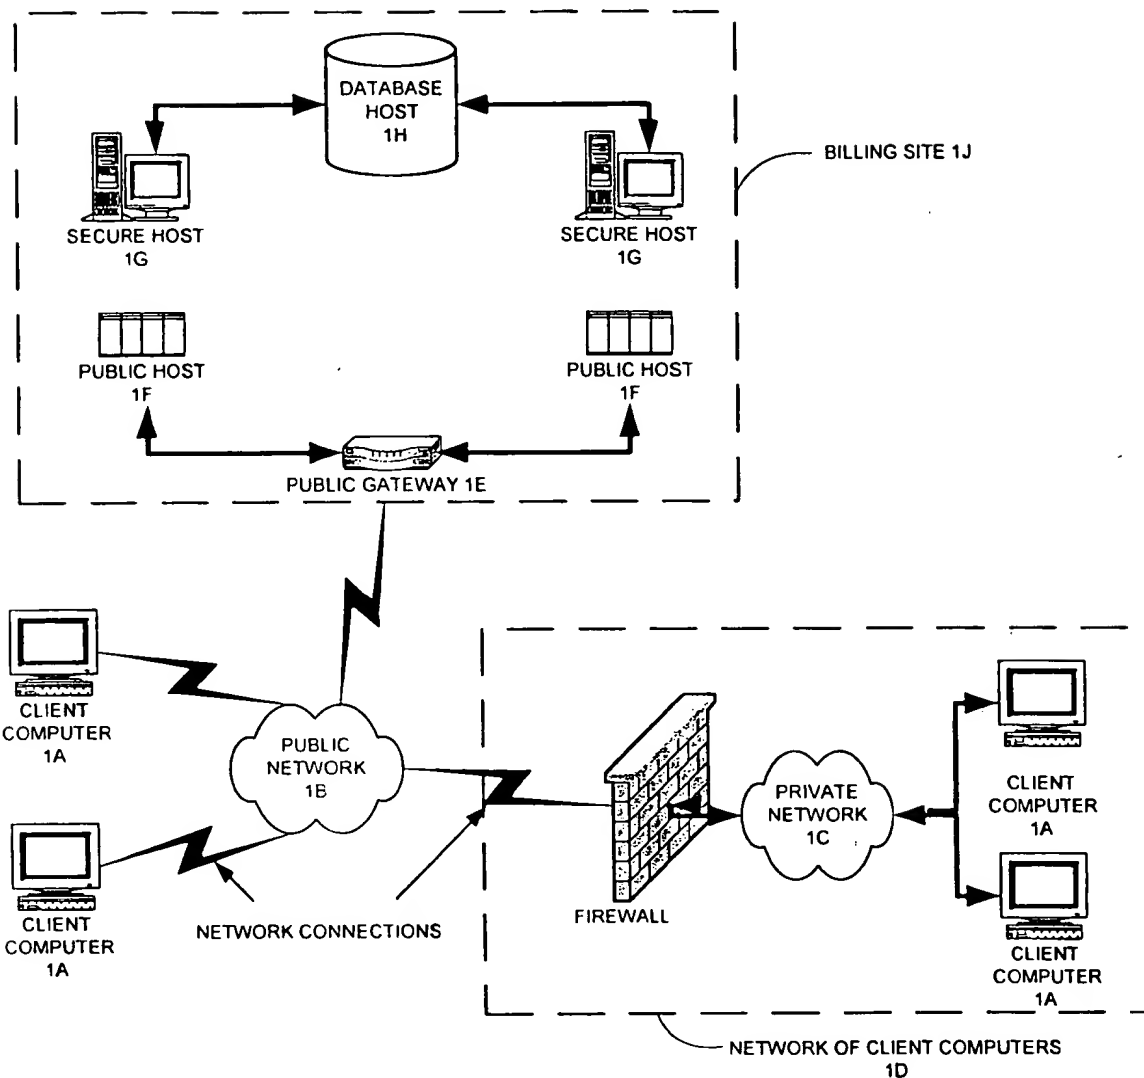 DATABASE
HOST
1H
BILLING SITE 1J
SECURE HOST
1G
SECURE HOST
1G
PUBLIC HOST
1F
PUBLIC HOST
1F
PUBLIC GATEWAY 1E
CLIENT
COMPUTER
1A
PUBLIC
NETWORK
1B
PRIVATE
NETWORK
1C
CLIENT
COMPUTER
1A
FIREWALL
CLIENT
COMPUTER
1A
NETWORK CONNECTIONS
CLIENT
COMPUTER
1A
NETWORK OF CLIENT COMPUTERS
1D